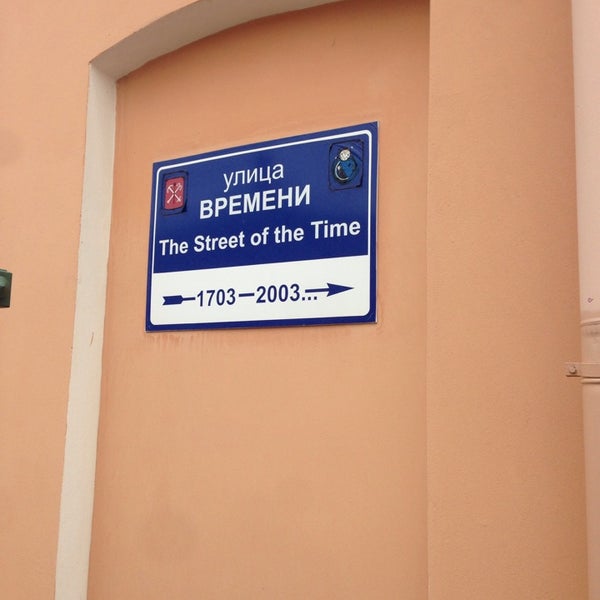 улица
ВРЕМЕНИ
The Street of the Time
1703–2003...